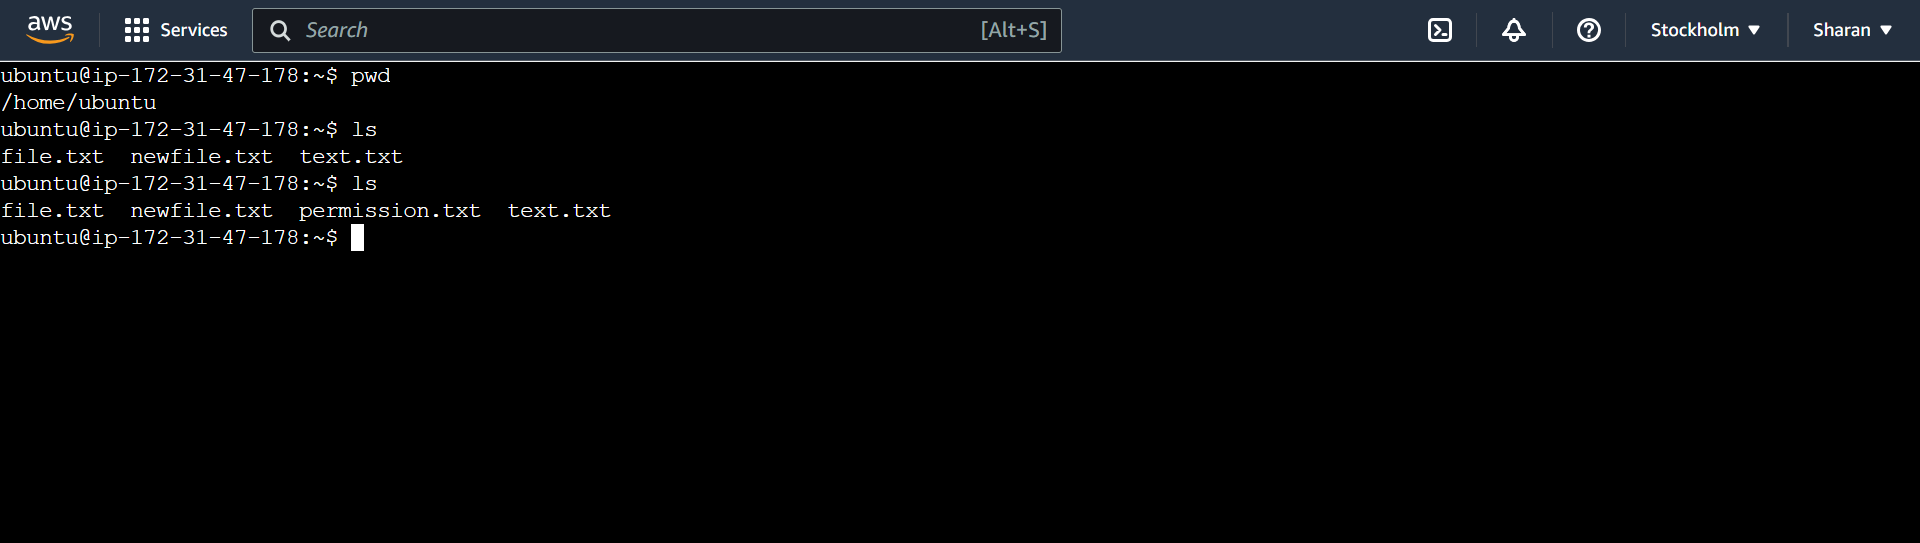 aws Services Search [Alt+S] Stockholm Sharan
ubuntu@ip-172-31-47-178:~$ pwd
/home/ubuntu
ubuntu@ip-172-31-47-178:~$ ls
file.txt  newfile.txt  text.txt
ubuntu@ip-172-31-47-178:~$ ls
file.txt  newfile.txt  permission.txt  text.txt
ubuntu@ip-172-31-47-178:~$